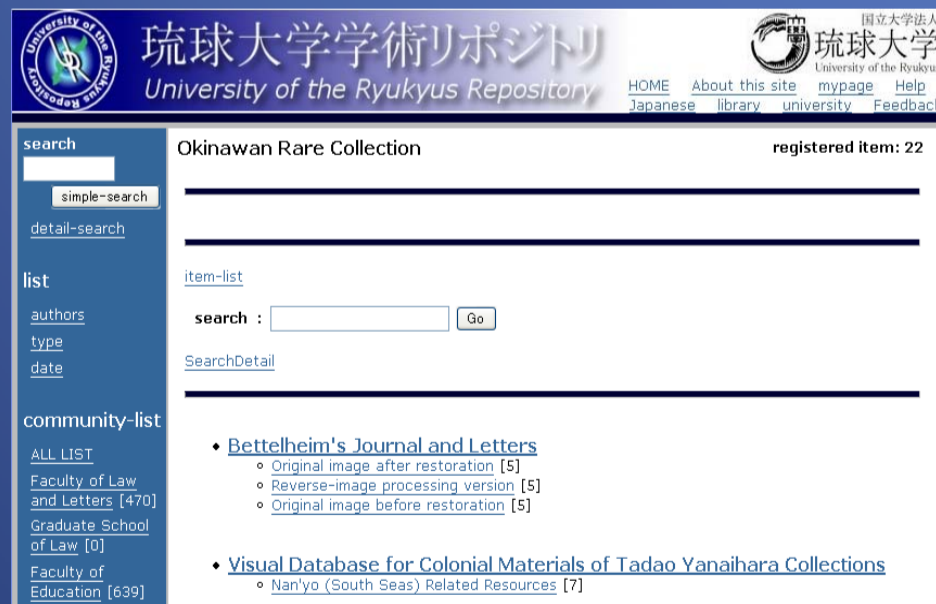 University of the Ryukyus Repository
琉球大学学術リポジトリ
University of the Ryukyus Repository
国立大学法人
琉球大学
University of the Ryukyu
HOME About this site mypage Help
Japanese library university Feedbac
search
simple-search
detail-search
list
authors
type
date
community-list
ALL LIST
Faculty of Law
and Letters [470]
Graduate School
of Law [0]
Faculty of
Education [639]
Okinawan Rare Collection
registered item: 22
item-list
search :
Go
SearchDetail
Bettelheim's Journal and Letters
Original image after restoration [5]
Reverse-image processing version [5]
Original image before restoration [5]
Visual Database for Colonial Materials of Tadao Yanaihara Collections
Nan'yo (South Seas) Related Resources [7]